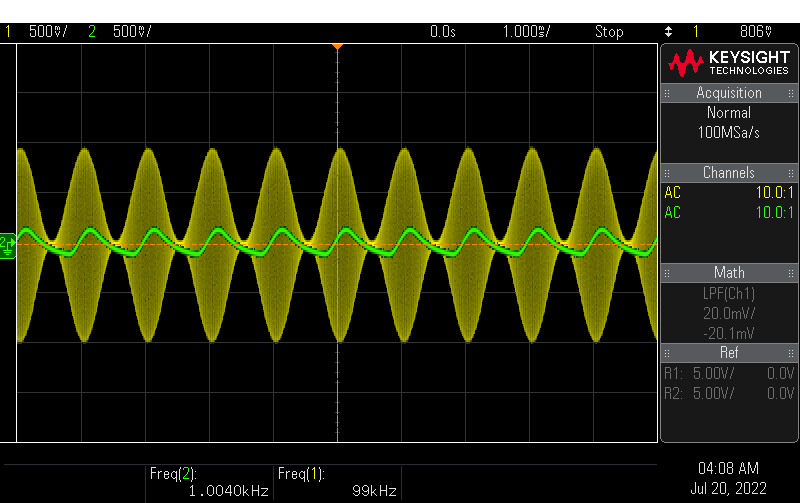 1 500mV/ 2 500mV/ 0.0s 1.000ms/ Stop 1 806mV
KEYSIGHT
TECHNOLOGIES
Acquisition
Normal
100MSa/s
Channels
AC 10.0:1
AC 10.0:1
Math
LPF(Ch1)
20.0mV/
-20.1mV
Ref
R1: 5.00V/ 0.0V
R2: 5.00V/ 0.0V
2
Freq(2): Freq(1):
1.0040kHz 99kHz
04:08 AM
Jul 20, 2022